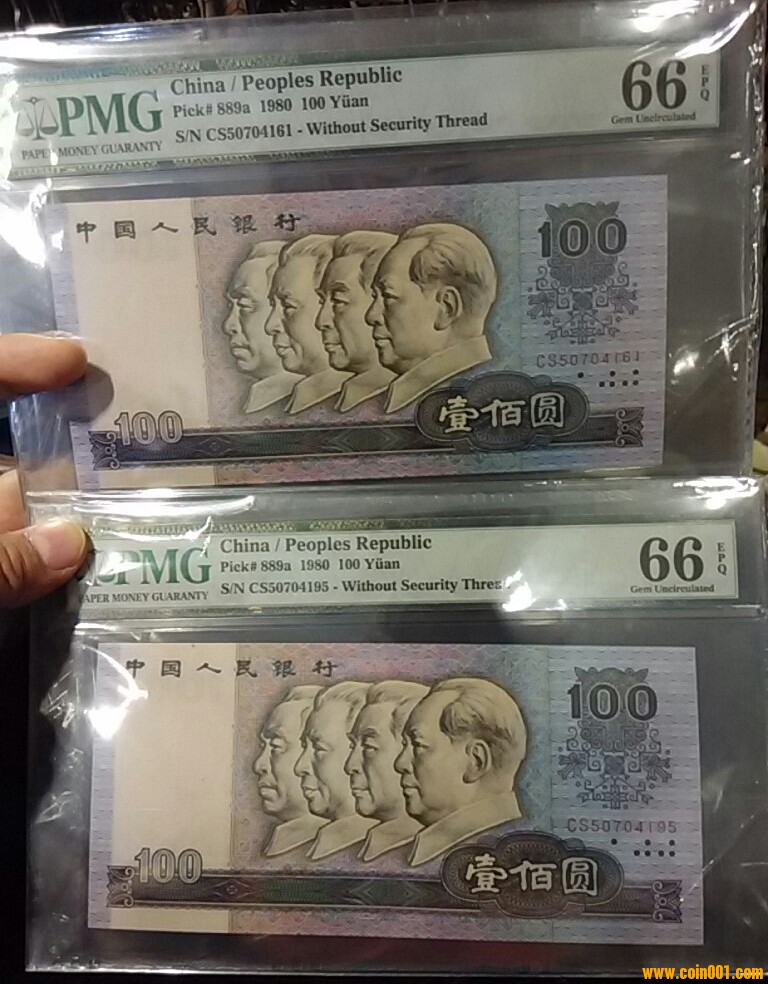 PMG
PAPER MONEY GUARANTY
China / Peoples Republic
Pick# 889a 1980 100 Yüan
S/N CS50704161 - Without Security Thread
66 EPQ
Gem Uncirculated
中国人民银行
100
CS50704161
100
壹佰圆
PMG
PAPER MONEY GUARANTY
China / Peoples Republic
Pick# 889a 1980 100 Yüan
S/N CS50704195 - Without Security Thre
66 EPQ
Gem Uncirculated
中国人民银行
100
CS50704195
100
壹佰圆
www.coin001.com